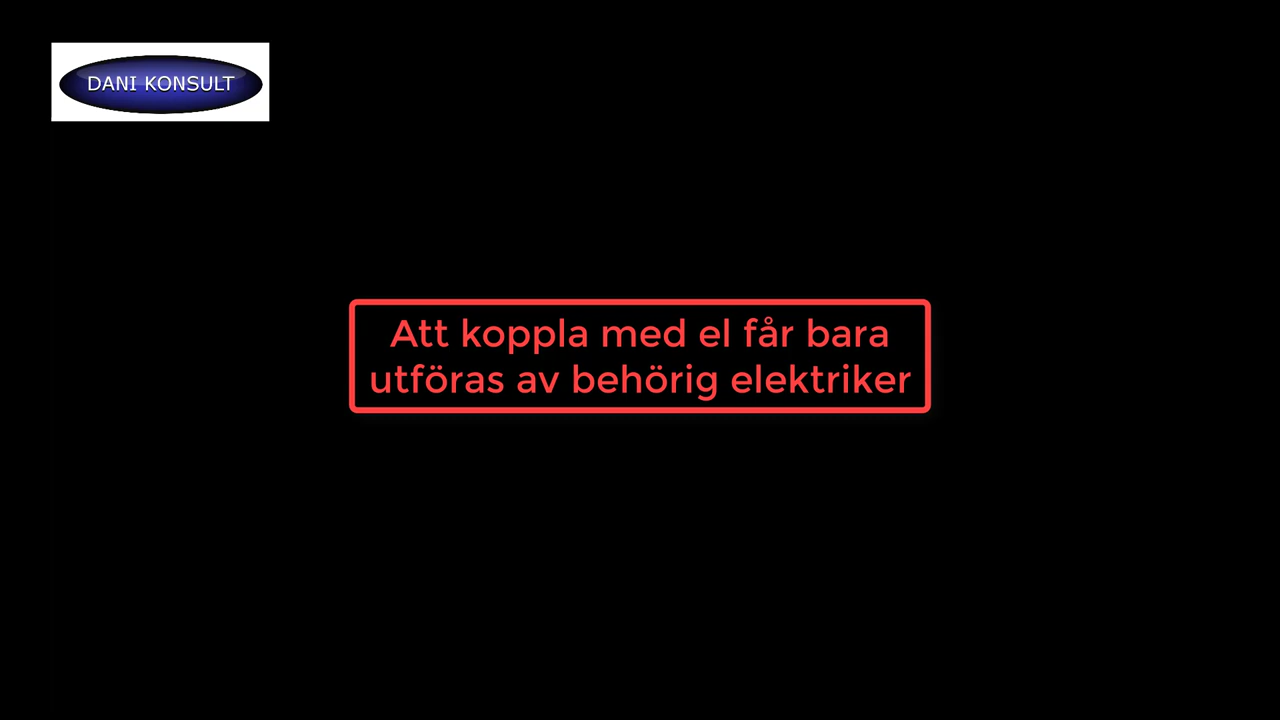 DANI KONSULT
Att koppla med el får bara
utföras av behörig elektriker